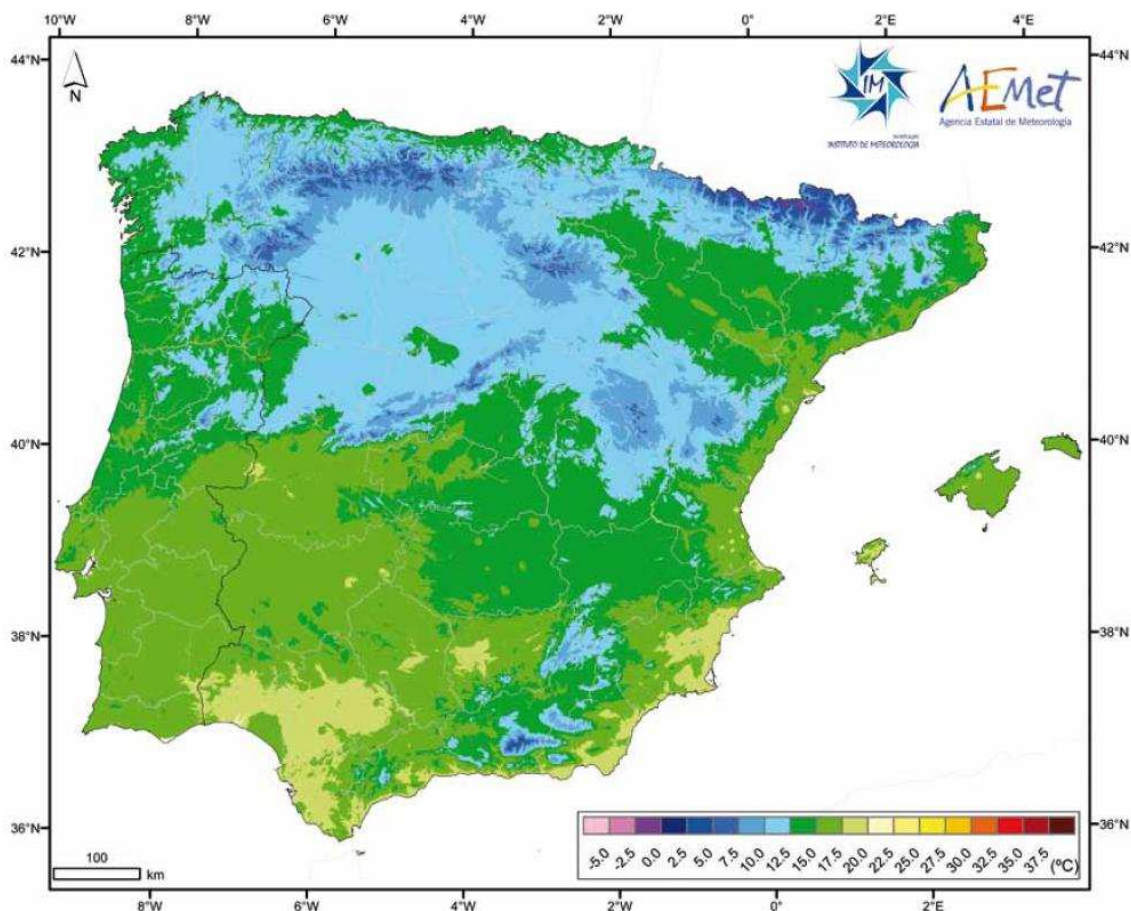 10°W 8°W 6°W 4°W 2°W 0° 2°E 4°E
44°N 44°N
N
IM
INSTITUTO DE METEOROLOGIA
AEMet
Agencia Estatal de Meteorología
42°N 42°N
40°N 40°N
38°N 38°N
36°N 36°N
-5.0 -2.5 0.0 2.5 5.0 7.5 10.0 12.5 15.0 17.5 20.0 22.5 25.0 27.5 30.0 32.5 35.0 37.5 (ºC)
100
km
8°W 6°W 4°W 2°W 0° 2°E